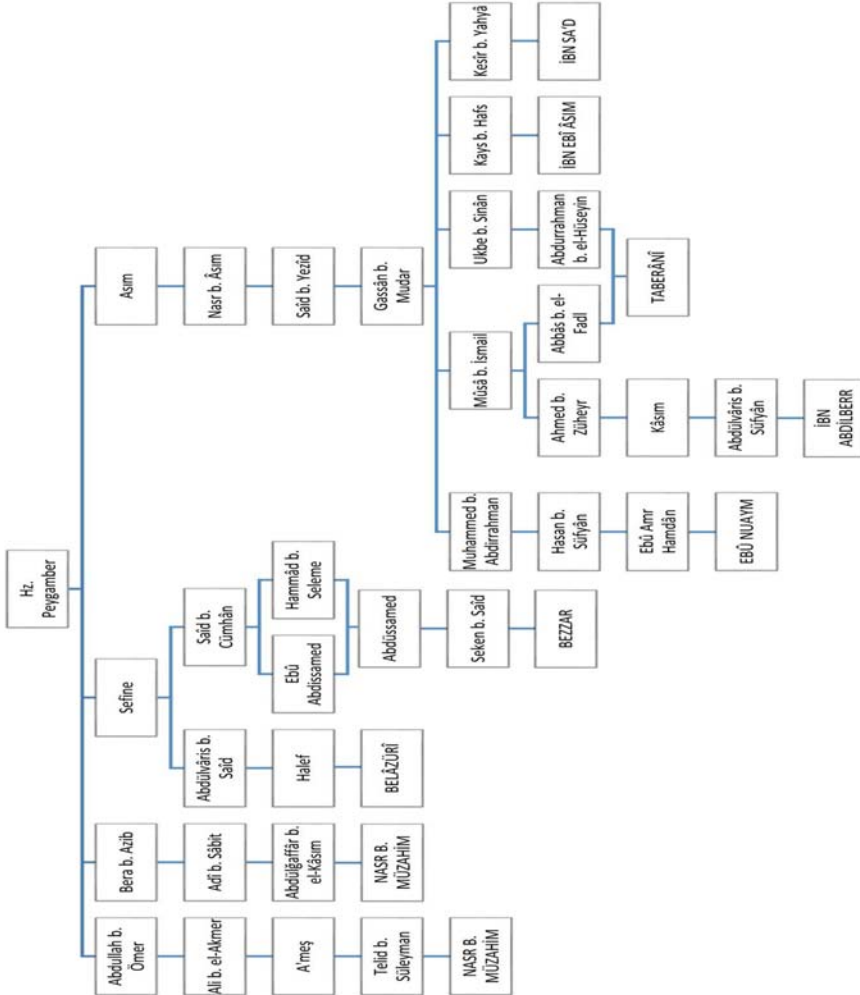 Hz.
Peygamber
Abdullah b.
Ömer
Bera b. Azib
Sefine
Asım
Ali b. el-Akmer
Adî b. Sâbit
Abdülvâris b.
Saîd
Saîd b.
Cümhân
Nasr b. Âsım
A'meş
Abdülğaffâr b.
el-Kâsım
Halef
Ebû
Abdissamed
Hammâd b.
Seleme
Saîd b. Yezîd
Telid b.
Süleyman
NASR B.
MÜZAHİM
BELÂZÜRÎ
Abdüssamed
Gassân b.
Mudar
NASR B.
MÜZAHİM
Seken b. Saîd
Muhammed b.
Abdirrahman
Mûsâ b. İsmail
Ukbe b. Sinân
Kays b. Hafs
Kesîr b. Yahyâ
BEZZAR
Hasan b.
Süfyân
Ahmed b.
Züheyr
Abbâs b. el-
Fadl
Abdurrahman
b. el-Hüseyin
İBN EBÎ ÂSIM
İBN SA'D
Ebû Amr
Hamdân
Kâsım
TABERÂNÎ
EBÛ NUAYM
Abdülvâris b.
Süfyân
İBN
ABDİLBERR